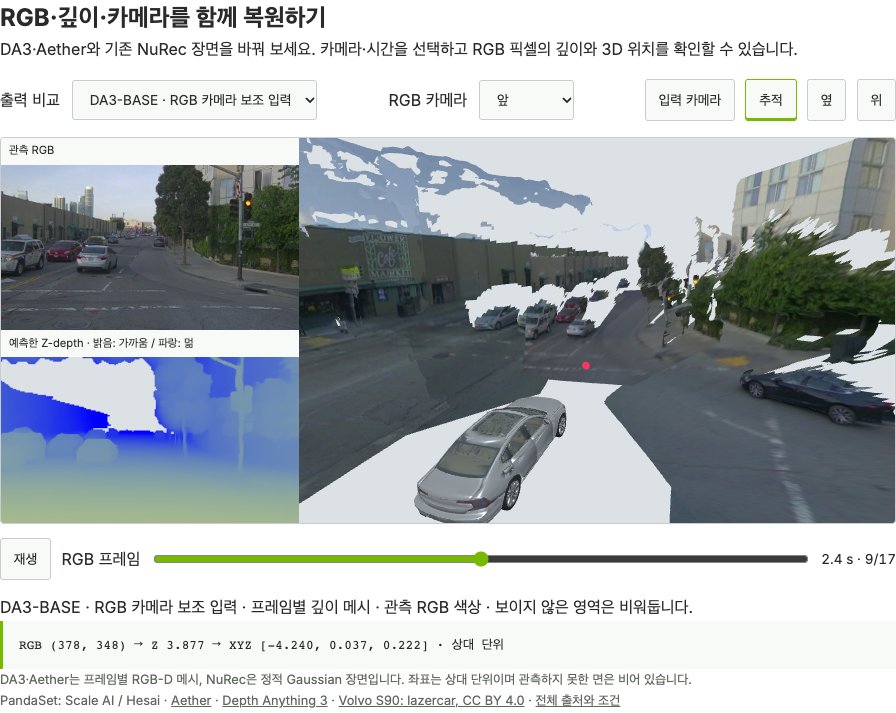 RGB·깊이·카메라를 함께 복원하기
DA3·Aether와 기존 NuRec 장면을 바꿔 보세요. 카메라·시간을 선택하고 RGB 픽셀의 깊이와 3D 위치를 확인할 수 있습니다.
출력 비교 DA3-BASE · RGB 카메라 보조 입력 RGB 카메라 앞 입력 카메라 추적 옆 위
관측 RGB
FLOWER
MARKET
예측한 Z-depth · 밝음: 가까움 / 파랑: 멂
재생 RGB 프레임 2.4 s · 9/17
DA3-BASE · RGB 카메라 보조 입력 · 프레임별 깊이 메시 · 관측 RGB 색상 · 보이지 않은 영역은 비워둡니다.
RGB (378, 348) → Z 3.877 → XYZ [-4.240, 0.037, 0.222] · 상대 단위
DA3·Aether는 프레임별 RGB-D 메시, NuRec은 정적 Gaussian 장면입니다. 좌표는 상대 단위이며 관측하지 못한 면은 비어 있습니다.
PandaSet: Scale AI / Hesai · Aether · Depth Anything 3 · Volvo S90: lazercar, CC BY 4.0 · 전체 출처와 조건